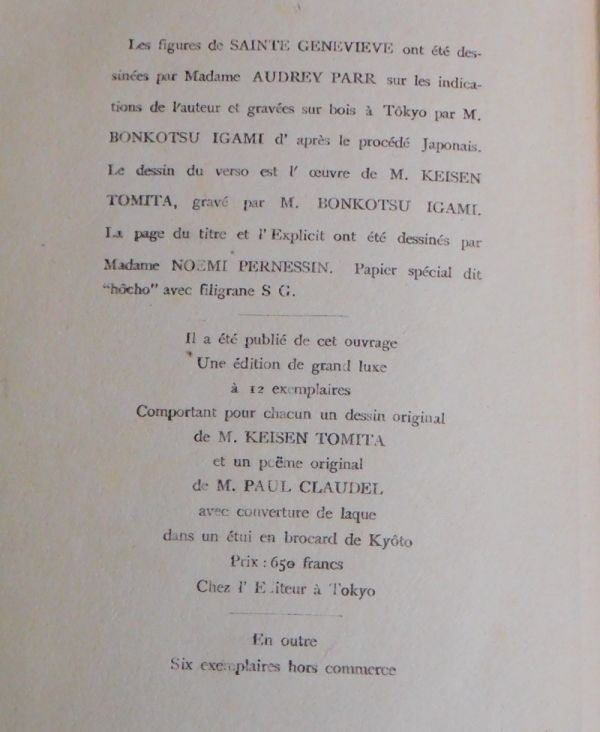 Les figures de SAINTE GENEVIEVE ont été des-
sinées par Madame AUDREY PARR sur les indica-
tions de l'auteur et gravées sur bois à Tôkyo par M.
BONKOTSU IGAMI d' après le procédé Japonais.
Le dessin du verso est l' œuvre de M. KEISEN
TOMITA, gravé par M. BONKOTSU IGAMI.
La page du titre et l'Explicit ont été dessinés par
Madame NOEMI PERNESSIN. Papier spécial dit
"hôcho" avec filigrane S G.
Il a été publié de cet ouvrage
Une édition de grand luxe
à 12 exemplaires
Comportant pour chacun un dessin original
de M. KEISEN TOMITA
et un poëme original
de M. PAUL CLAUDEL
avec couverture de laque
dans un étui en brocard de Kyôto
Prix : 650 francs
Chez l' Editeur à Tokyo
En outre
Six exemplaires hors commerce